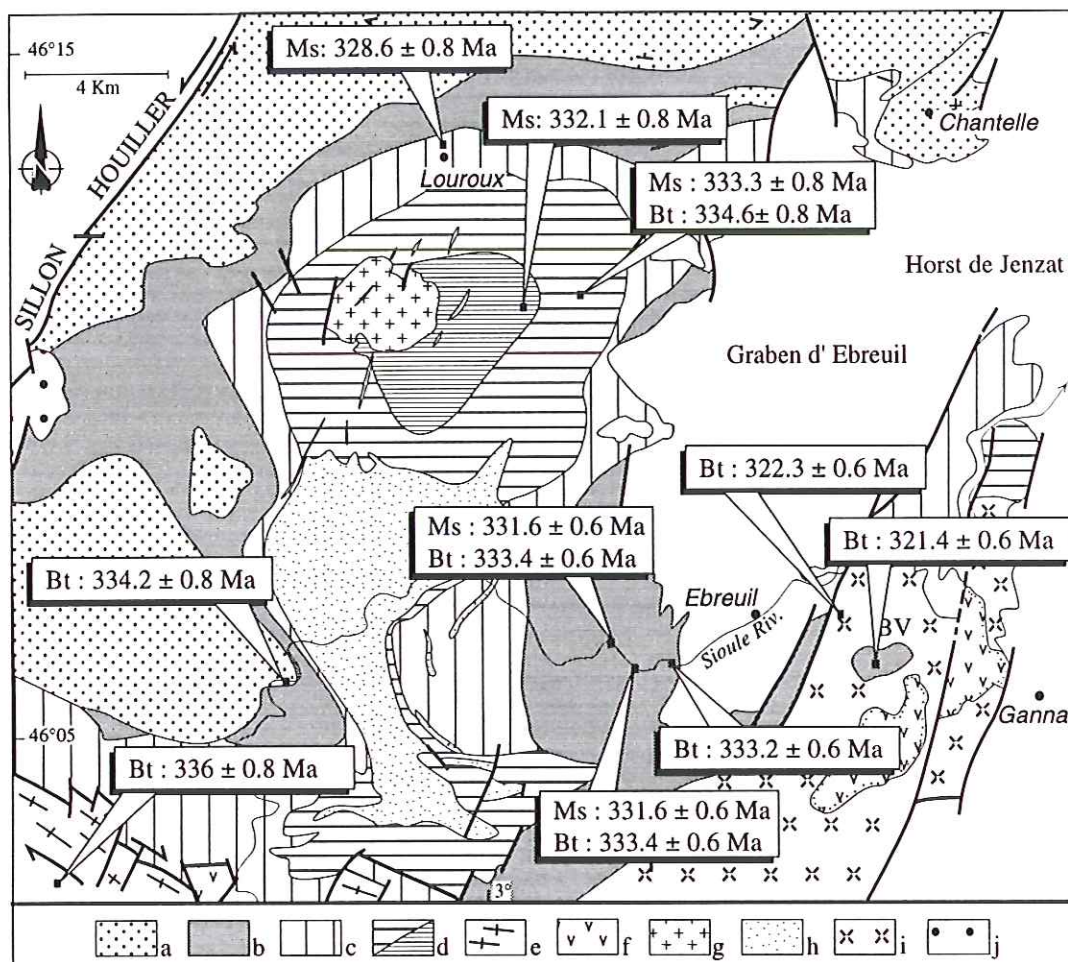 46°15
4 Km
N
SILLON HOUILLER
Ms: 328.6 ± 0.8 Ma
Louroux
Ms: 332.1 ± 0.8 Ma
Ms : 333.3 ± 0.8 Ma
Bt : 334.6± 0.8 Ma
Chantelle
Horst de Jenzat
Graben d' Ebreuil
Bt : 322.3 ± 0.6 Ma
Ms : 331.6 ± 0.6 Ma
Bt : 333.4 ± 0.6 Ma
Bt : 321.4 ± 0.6 Ma
Bt : 334.2 ± 0.8 Ma
Ebreuil
Sioule Riv.
BV
Ganna
46°05
Bt : 333.2 ± 0.6 Ma
Bt : 336 ± 0.8 Ma
Ms : 331.6 ± 0.6 Ma
Bt : 333.4 ± 0.6 Ma
3°
a b c d e f g h i j